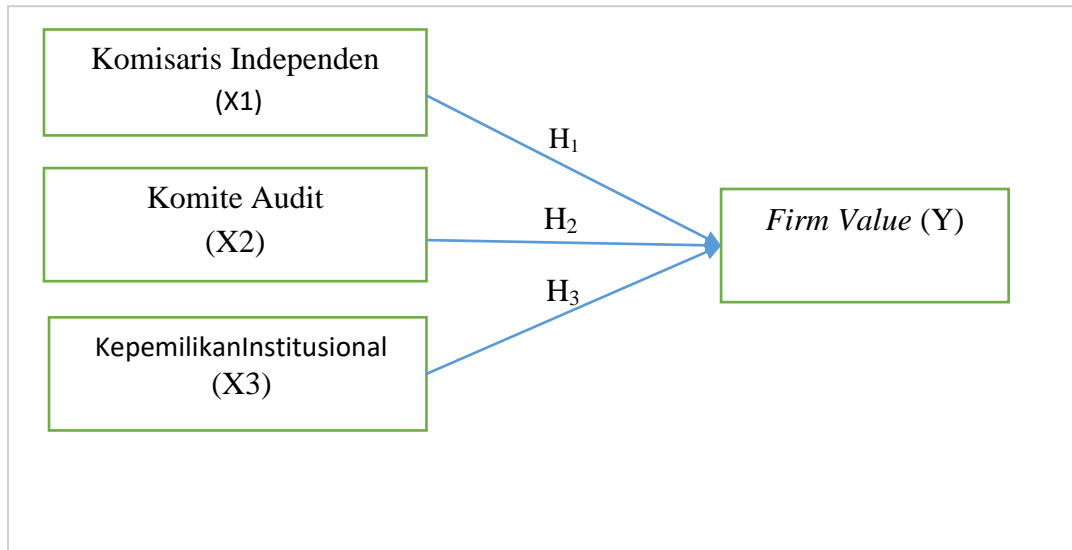 Komisaris Independen
(X1)
H₁
Komite Audit
(X2)
H₂
Firm Value (Y)
H₃
KepemilikanInstitusional
(X3)